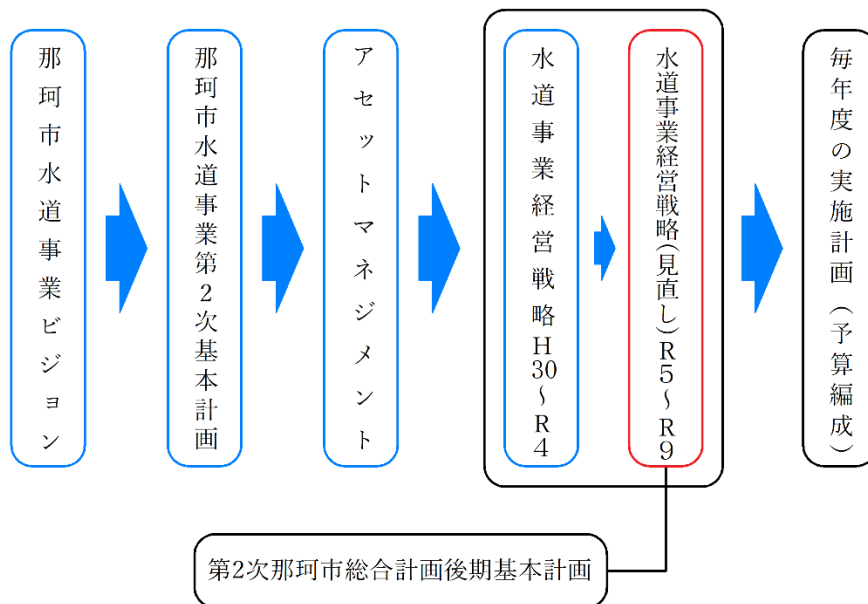 那珂市水道事業ビジョン
那珂市水道事業第2次基本計画
アセットマネジメント
水道事業経営戦略H30～R4
水道事業経営戦略(見直し)R5～R9
毎年度の実施計画（予算編成）
第2次那珂市総合計画後期基本計画